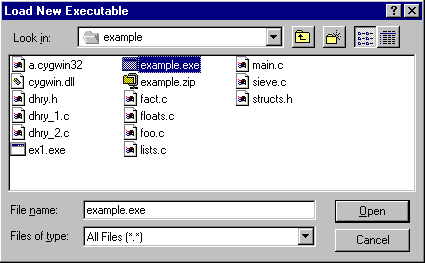 Load New Executable
Look in: example
a.cygwin32 example.exe main.c
cygwin.dll example.zip sieve.c
dhry.h fact.c structs.h
dhry_1.c floats.c
dhry_2.c foo.c
ex1.exe lists.c
File name: example.exe Open
Files of type: All Files (*.*) Cancel